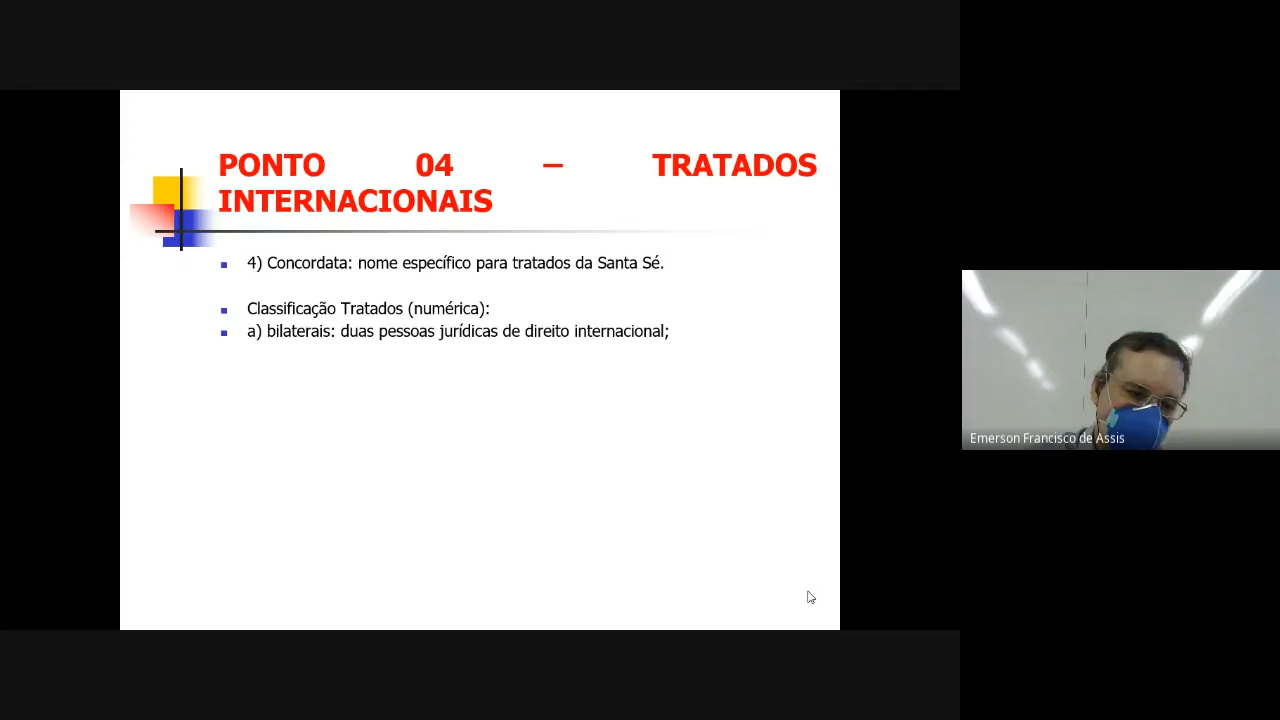 PONTO 04 – TRATADOS
INTERNACIONAIS
4) Concordata: nome específico para tratados da Santa Sé.
Classificação Tratados (numérica):
a) bilaterais: duas pessoas jurídicas de direito internacional;
Emerson Francisco de Assis